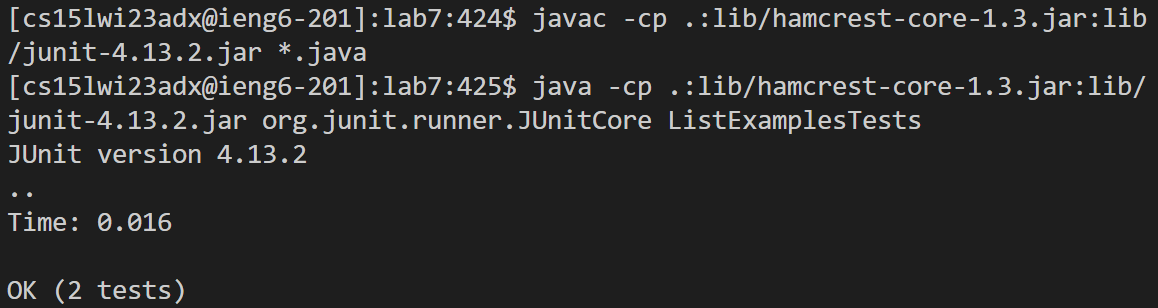 [cs15lwi23adx@ieng6-201]:lab7:424$ javac -cp .:lib/hamcrest-core-1.3.jar:lib
/junit-4.13.2.jar *.java
[cs15lwi23adx@ieng6-201]:lab7:425$ java -cp .:lib/hamcrest-core-1.3.jar:lib/
junit-4.13.2.jar org.junit.runner.JUnitCore ListExamplesTests
JUnit version 4.13.2
..
Time: 0.016
OK (2 tests)